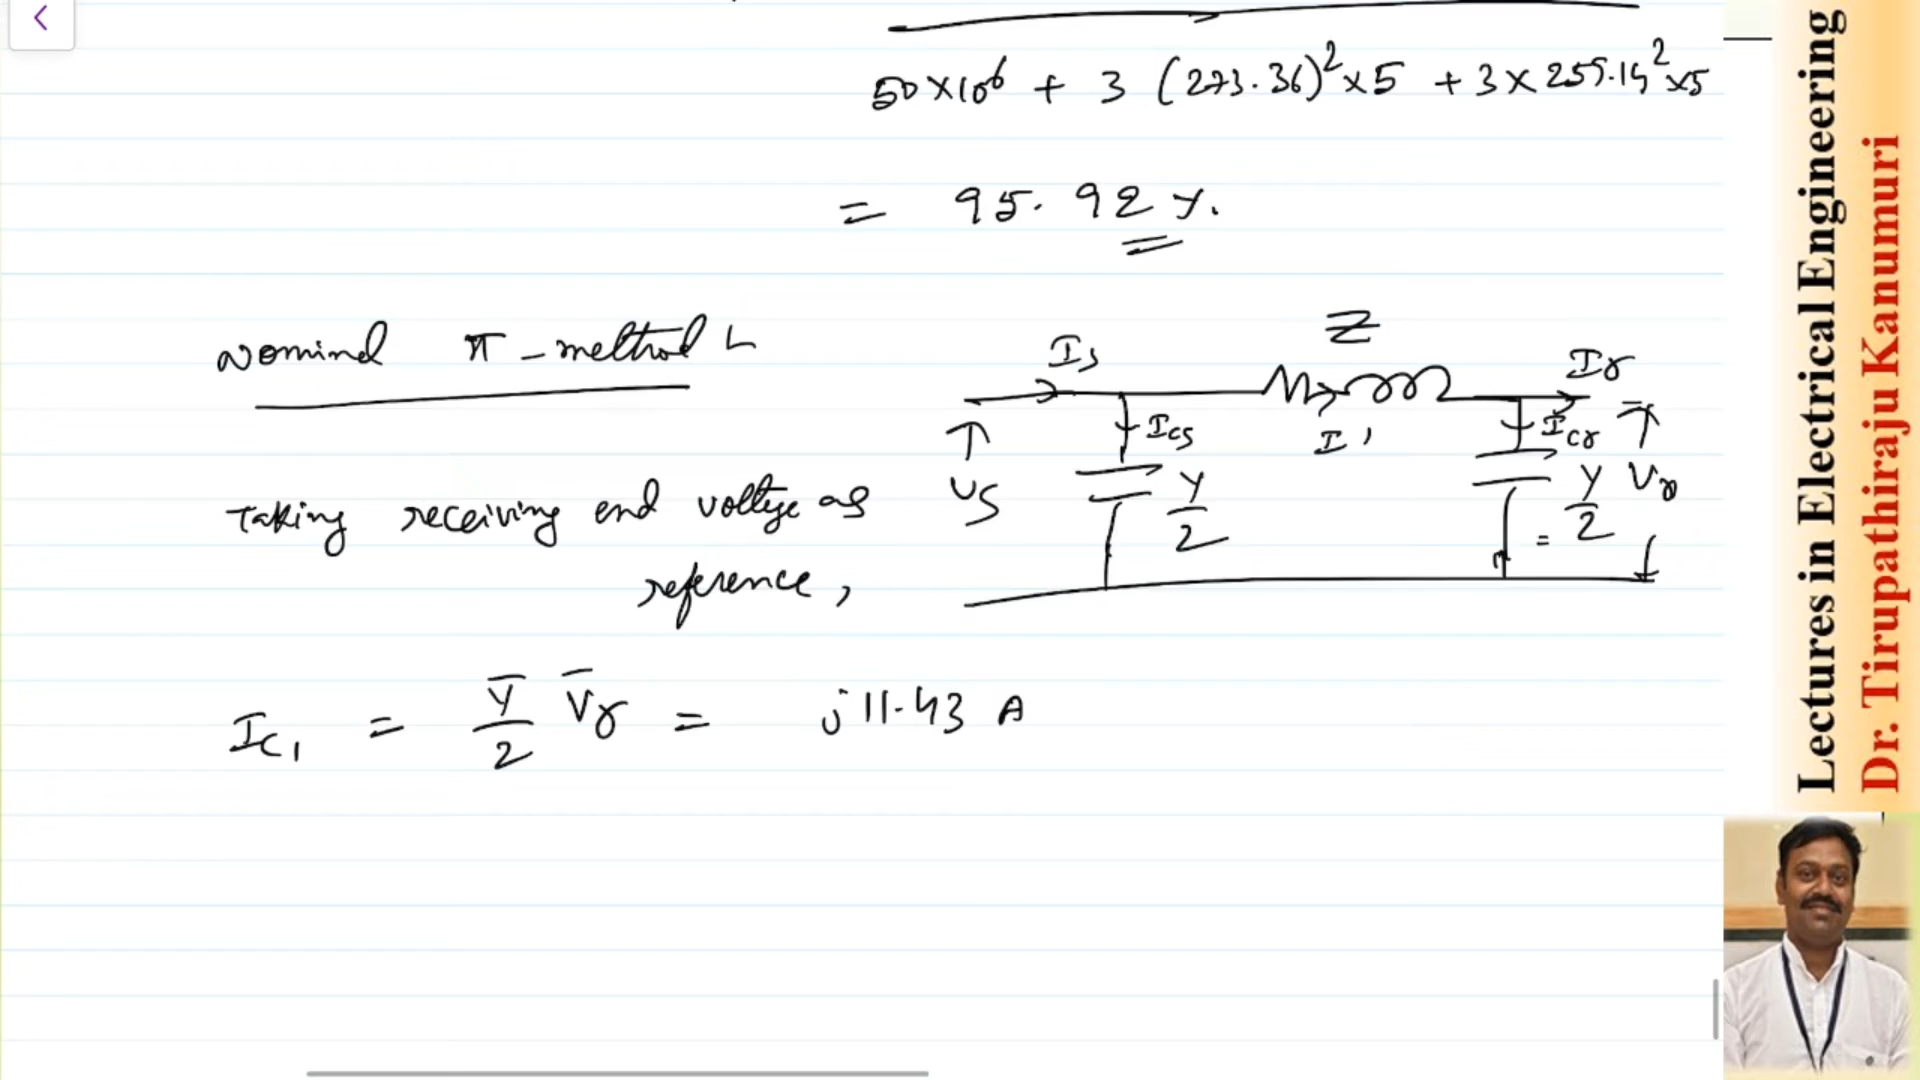 50×10⁶ + 3 (273.36)²×5 + 3×255.14²×5
= 95.92 %.
Nominal π-method :-
Z
Is
Ir
Ics
I'
Icr
Vs
Y/2
Y/2
Vr
Taking receiving end voltage as
reference,
Ic₁ = Y̅/2 V̅r = j11.43 A
Lectures in Electrical Engineering
Dr. Tirupathiraju Kanumuri